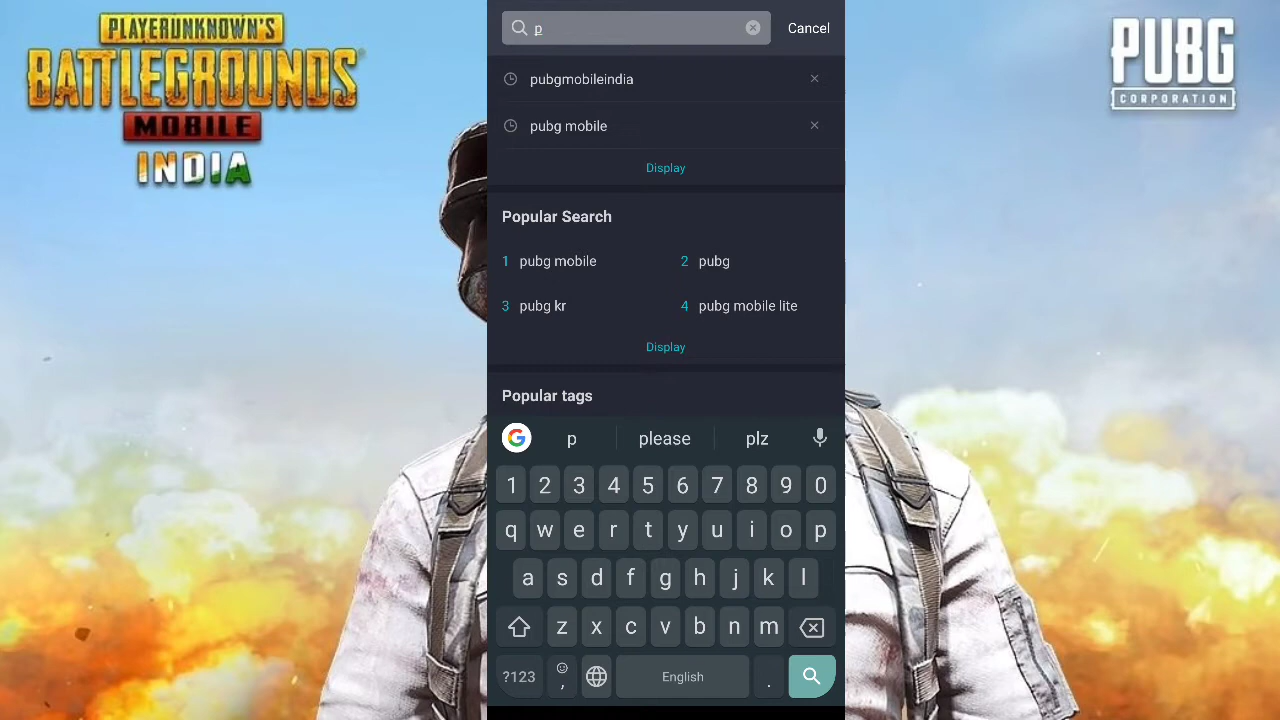 PLAYERUNKNOWN'S
BATTLEGROUNDS
MOBILE
INDIA
PUBG
CORPORATION
p
Cancel
pubgmobileindia
pubg mobile
Display
Popular Search
1 pubg mobile
2 pubg
3 pubg kr
4 pubg mobile lite
Display
Popular tags
p please plz
1 2 3 4 5 6 7 8 9 0
q w e r t y u i o p
a s d f g h j k l
z x c v b n m
?123 , English .